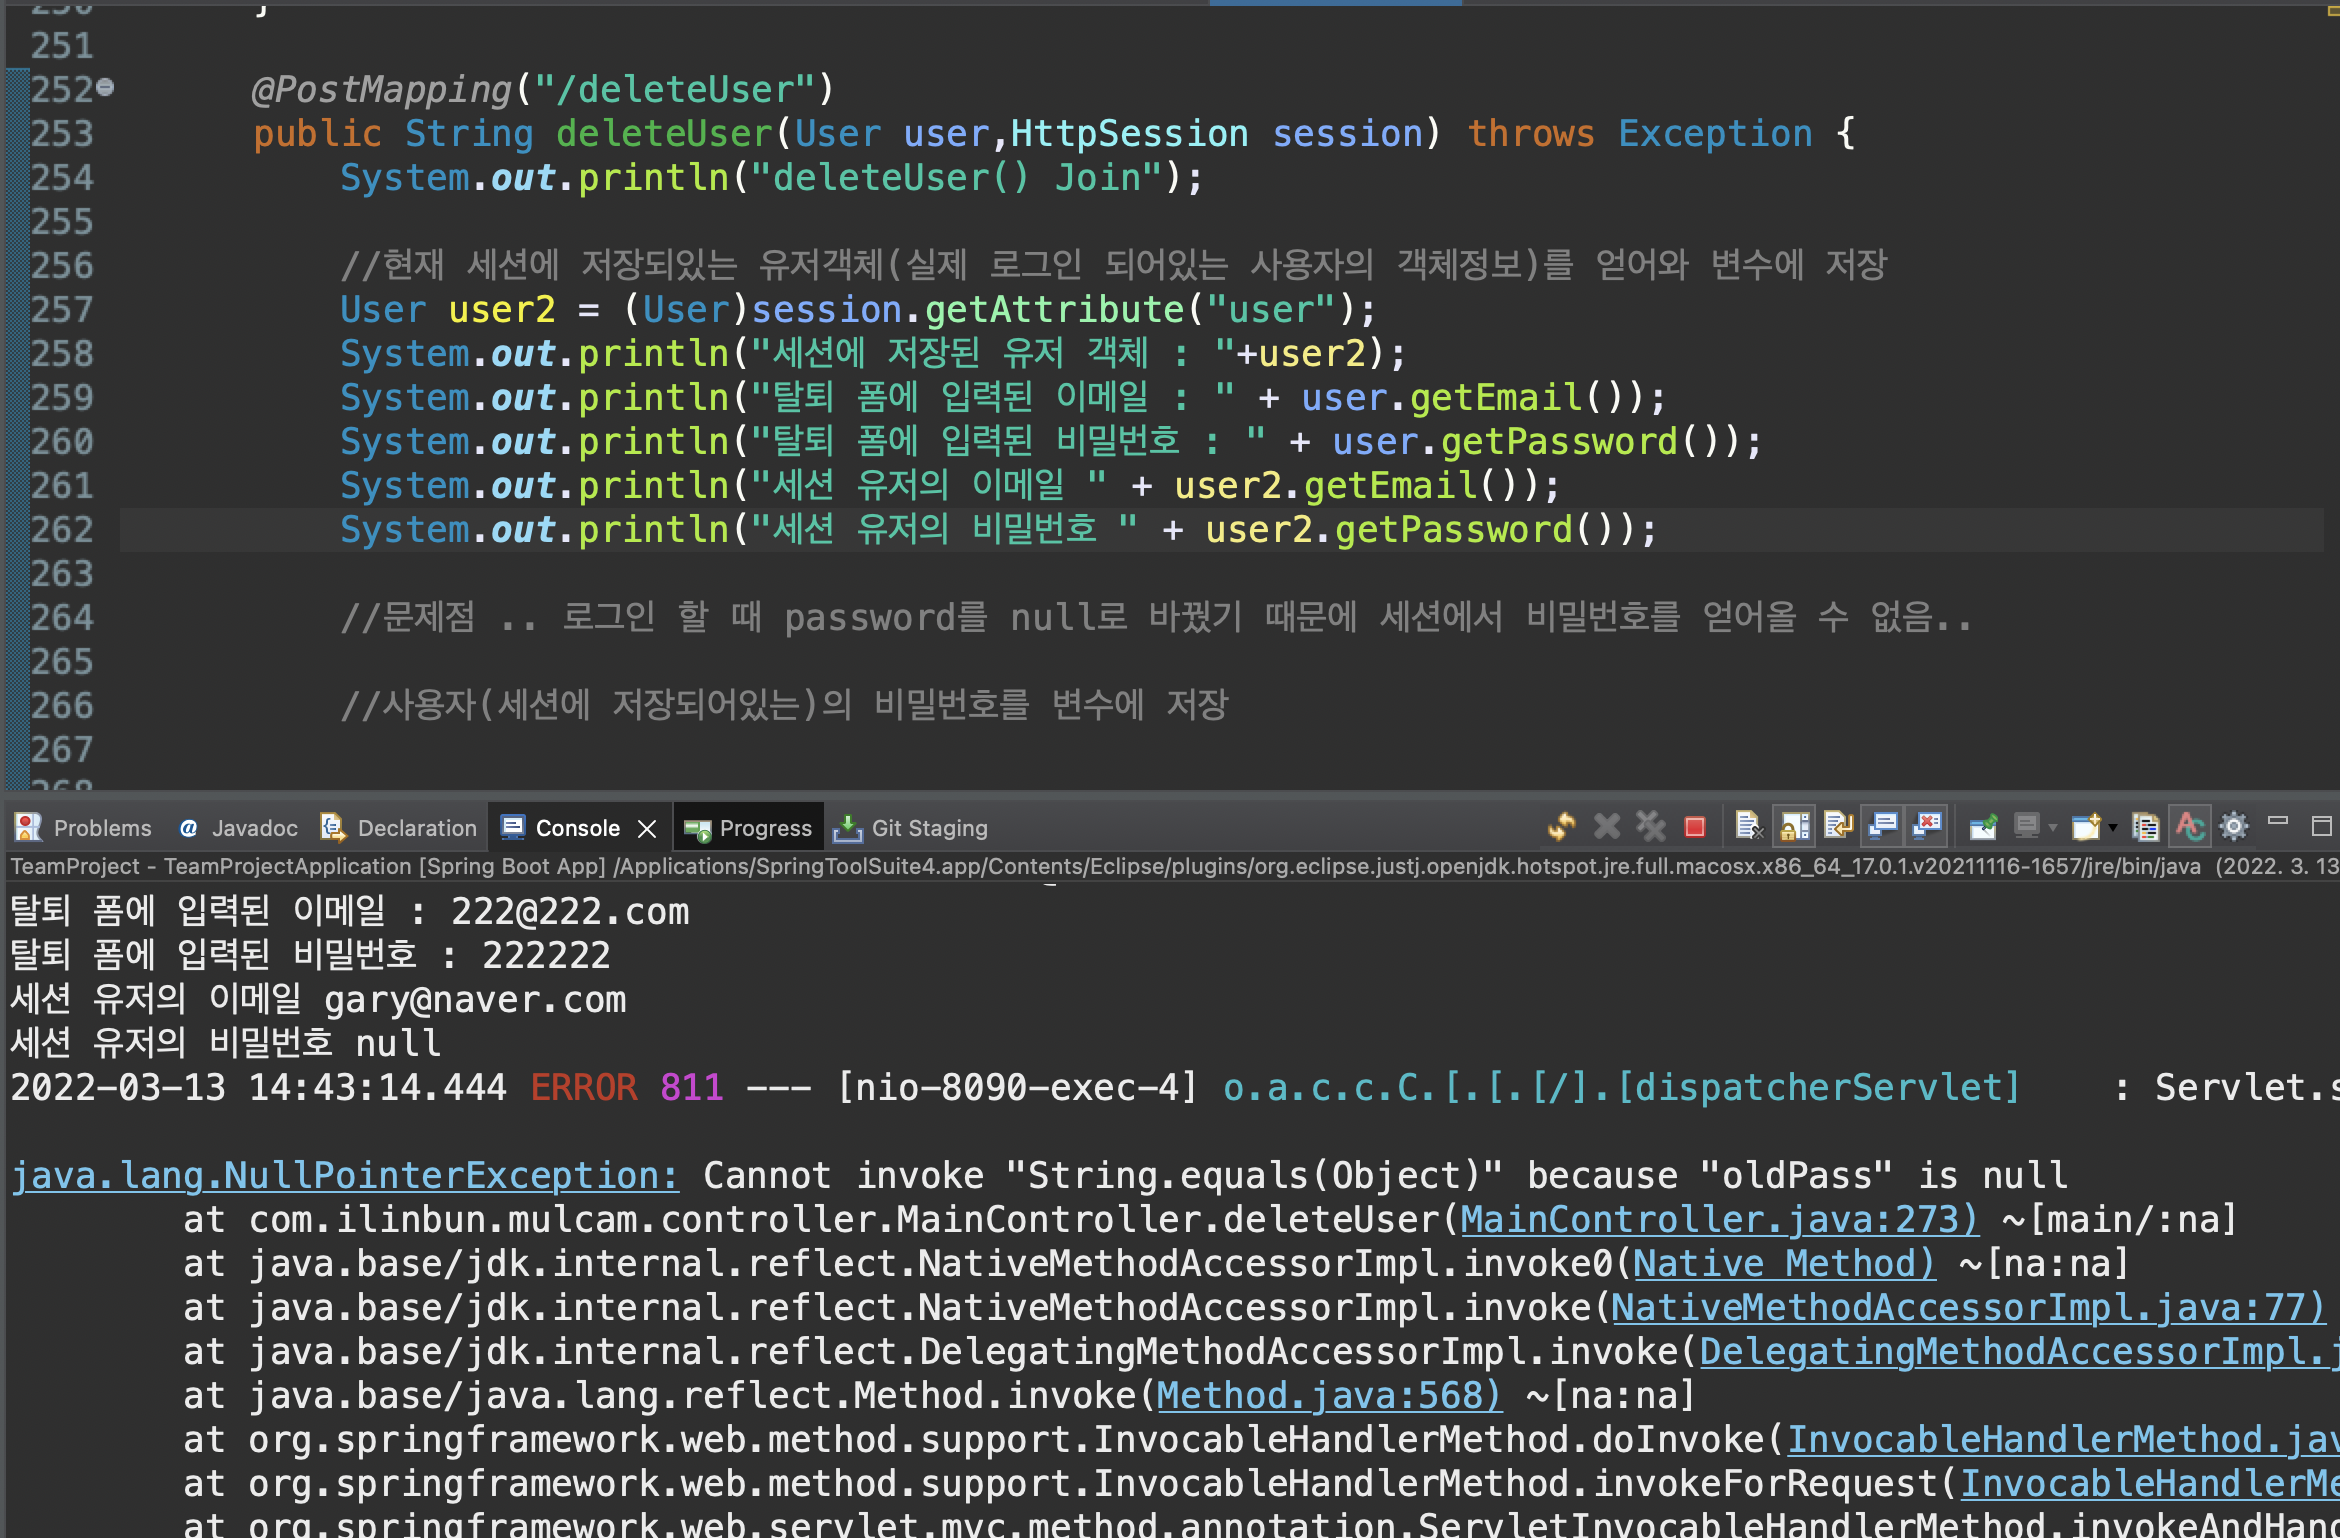 }
251
252 @PostMapping("/deleteUser")
253 public String deleteUser(User user,HttpSession session) throws Exception {
254 System.out.println("deleteUser() Join");
255
256 //현재 세션에 저장되있는 유저객체(실제 로그인 되어있는 사용자의 객체정보)를 얻어와 변수에 저장
257 User user2 = (User)session.getAttribute("user");
258 System.out.println("세션에 저장된 유저 객체 : "+user2);
259 System.out.println("탈퇴 폼에 입력된 이메일 : " + user.getEmail());
260 System.out.println("탈퇴 폼에 입력된 비밀번호 : " + user.getPassword());
261 System.out.println("세션 유저의 이메일 " + user2.getEmail());
262 System.out.println("세션 유저의 비밀번호 " + user2.getPassword());
263
264 //문제점 .. 로그인 할 때 password를 null로 바꿨기 때문에 세션에서 비밀번호를 얻어올 수 없음..
265
266 //사용자(세션에 저장되어있는)의 비밀번호를 변수에 저장
267
Problems Javadoc Declaration Console Progress Git Staging
TeamProject - TeamProjectApplication [Spring Boot App] /Applications/SpringToolSuite4.app/Contents/Eclipse/plugins/org.eclipse.justj.openjdk.hotspot.jre.full.macosx.x86_64_17.0.1.v20211116-1657/jre/bin/java (2022. 3. 13
탈퇴 폼에 입력된 이메일 : 222@222.com
탈퇴 폼에 입력된 비밀번호 : 222222
세션 유저의 이메일 gary@naver.com
세션 유저의 비밀번호 null
2022-03-13 14:43:14.444 ERROR 811 --- [nio-8090-exec-4] o.a.c.c.C.[.[.[/].[dispatcherServlet] : Servlet.s
java.lang.NullPointerException: Cannot invoke "String.equals(Object)" because "oldPass" is null
at com.ilinbun.mulcam.controller.MainController.deleteUser(MainController.java:273) ~[main/:na]
at java.base/jdk.internal.reflect.NativeMethodAccessorImpl.invoke0(Native Method) ~[na:na]
at java.base/jdk.internal.reflect.NativeMethodAccessorImpl.invoke(NativeMethodAccessorImpl.java:77)
at java.base/jdk.internal.reflect.DelegatingMethodAccessorImpl.invoke(DelegatingMethodAccessorImpl.j
at java.base/java.lang.reflect.Method.invoke(Method.java:568) ~[na:na]
at org.springframework.web.method.support.InvocableHandlerMethod.doInvoke(InvocableHandlerMethod.jav
at org.springframework.web.method.support.InvocableHandlerMethod.invokeForRequest(InvocableHandlerMe
at org.springframework.web.servlet.mvc.method.annotation.ServletInvocableHandlerMethod.invokeAndHand